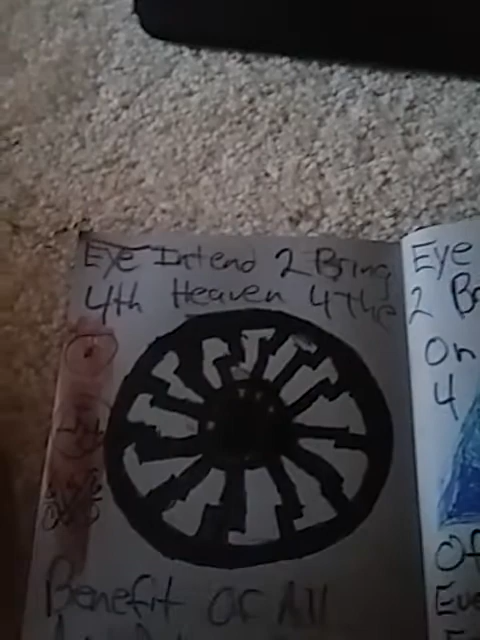 Eye Intend 2 Bring
4th Heaven 4 The
Benefit Of All
Eye
2
On
4
Of